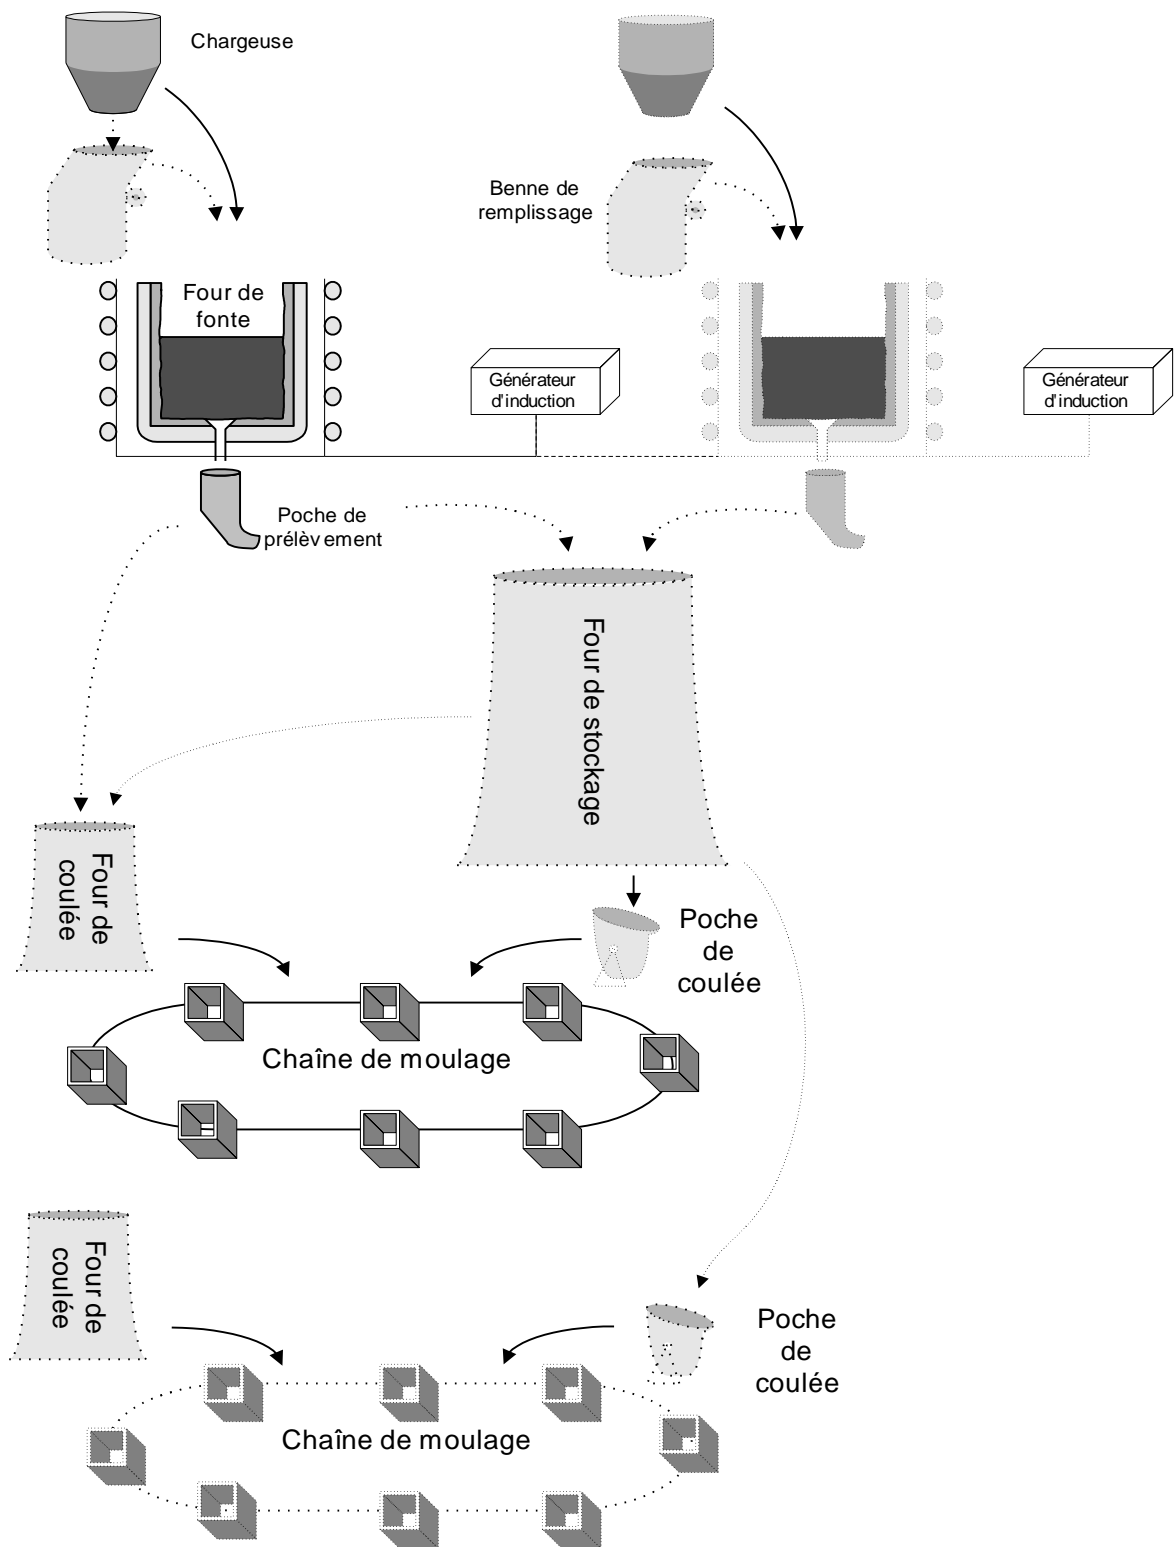 Chargeuse
Benne de
remplissage
Four de
fonte
Générateur
d'induction
Générateur
d'induction
Poche de
prélèvement
Four de stockage
Four de
coulée
Poche
de
coulée
Chaîne de moulage
Four de
coulée
Poche
de
coulée
Chaîne de moulage